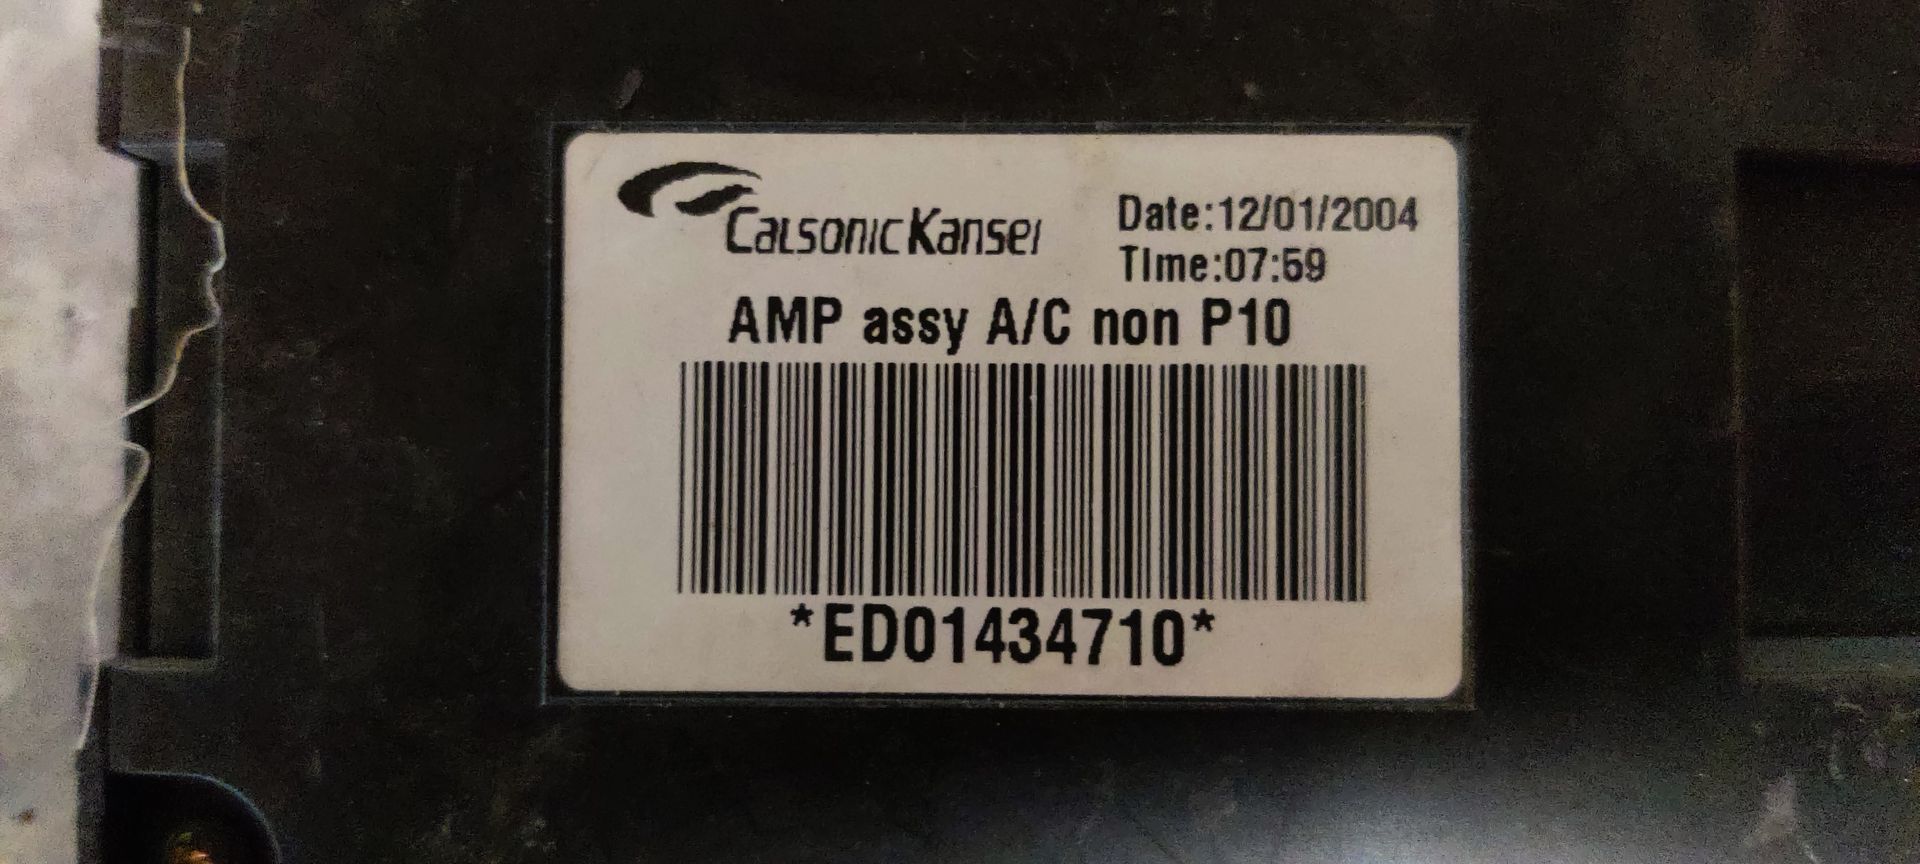 CalsonicKansei
Date:12/01/2004
Time:07:59
AMP assy A/C non P10
*ED01434710*